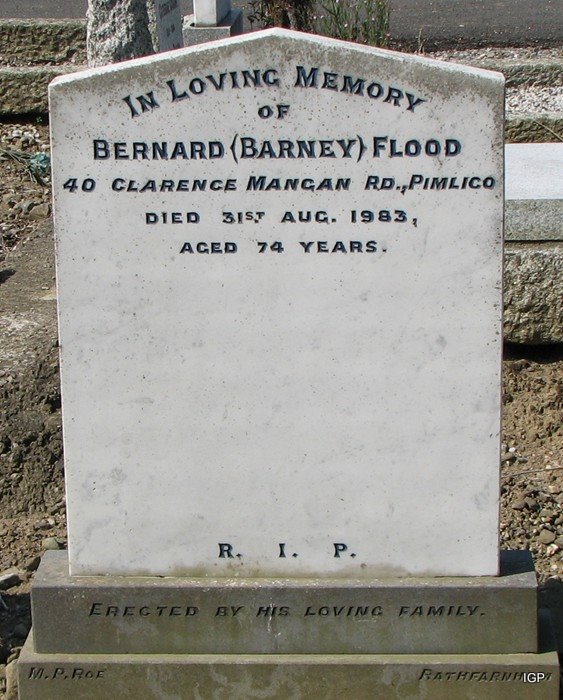 In Loving Memory
OF
BERNARD (BARNEY) FLOOD
40 CLARENCE MANGAN RD., PIMLICO
DIED 31ST AUG. 1983,
AGED 74 YEARS.
R. I. P.
ERECTED BY HIS LOVING FAMILY.
M.P. ROE
IGP